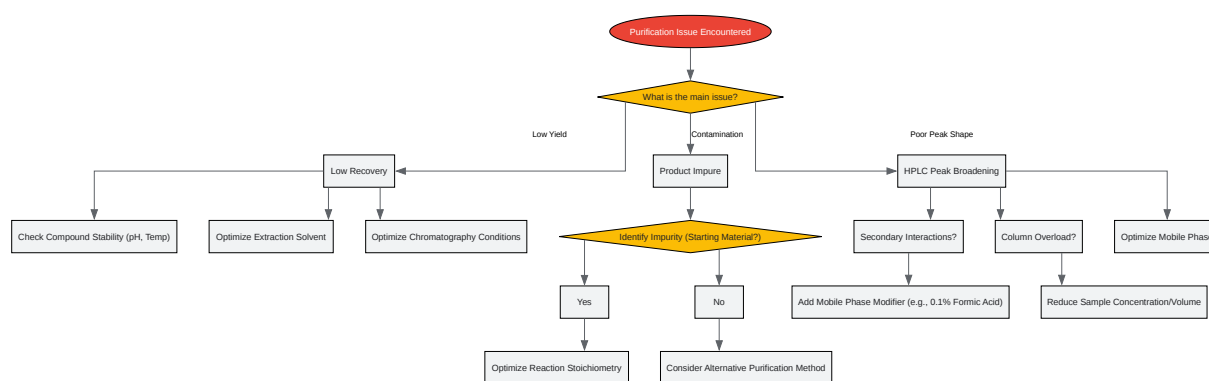 Purification Issue Encountered
What is the main issue?
Low Yield
Contamination
Poor Peak Shape
Low Recovery
Product Impure
HPLC Peak Broadening
Check Compound Stability (pH, Temp)
Optimize Extraction Solvent
Optimize Chromatography Conditions
Identify Impurity (Starting Material?)
Secondary Interactions?
Column Overload?
Optimize Mobile Phase
Yes
No
Add Mobile Phase Modifier (e.g., 0.1% Formic Acid)
Reduce Sample Concentration/Volume
Optimize Reaction Stoichiometry
Consider Alternative Purification Method